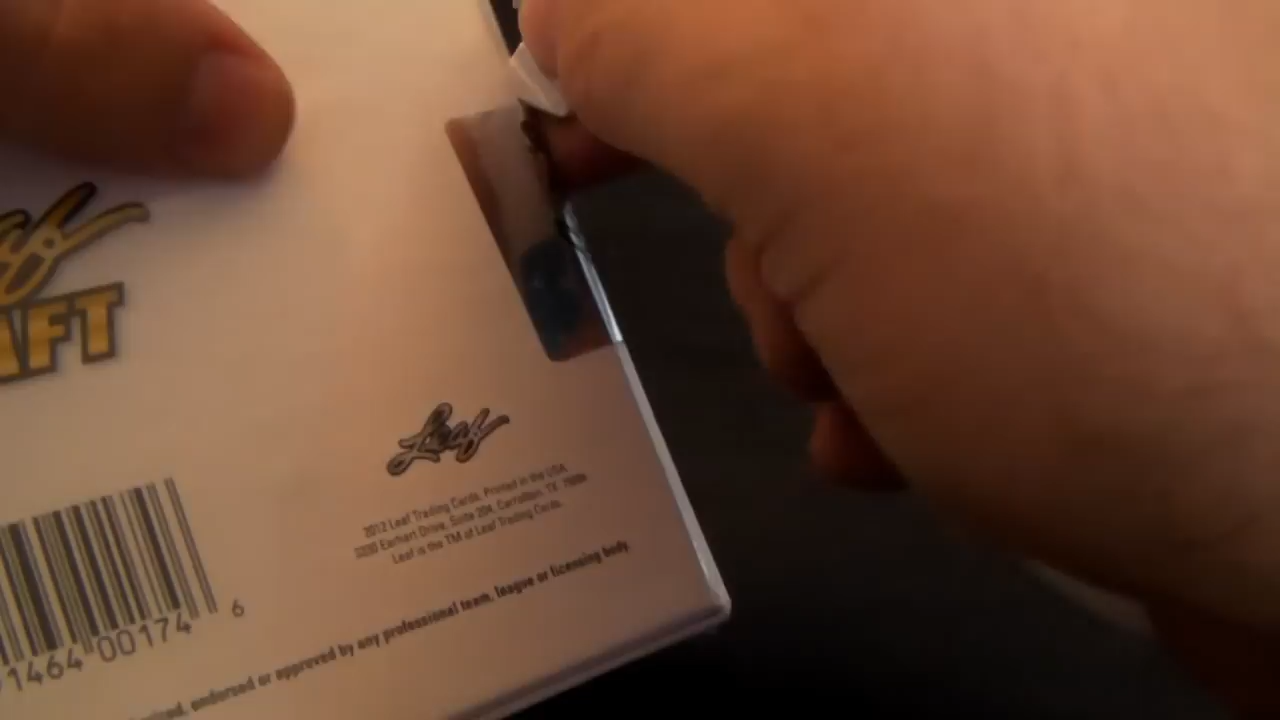 Leaf
AFT
Leaf
2012 Leaf Trading Cards. Printed in the USA
Earhart Drive, Suite 204, Carrollton, TX
Leaf is the TM of Leaf Trading Cards.
endorsed or approved by any professional team, league or licensing body
1464 00174 6